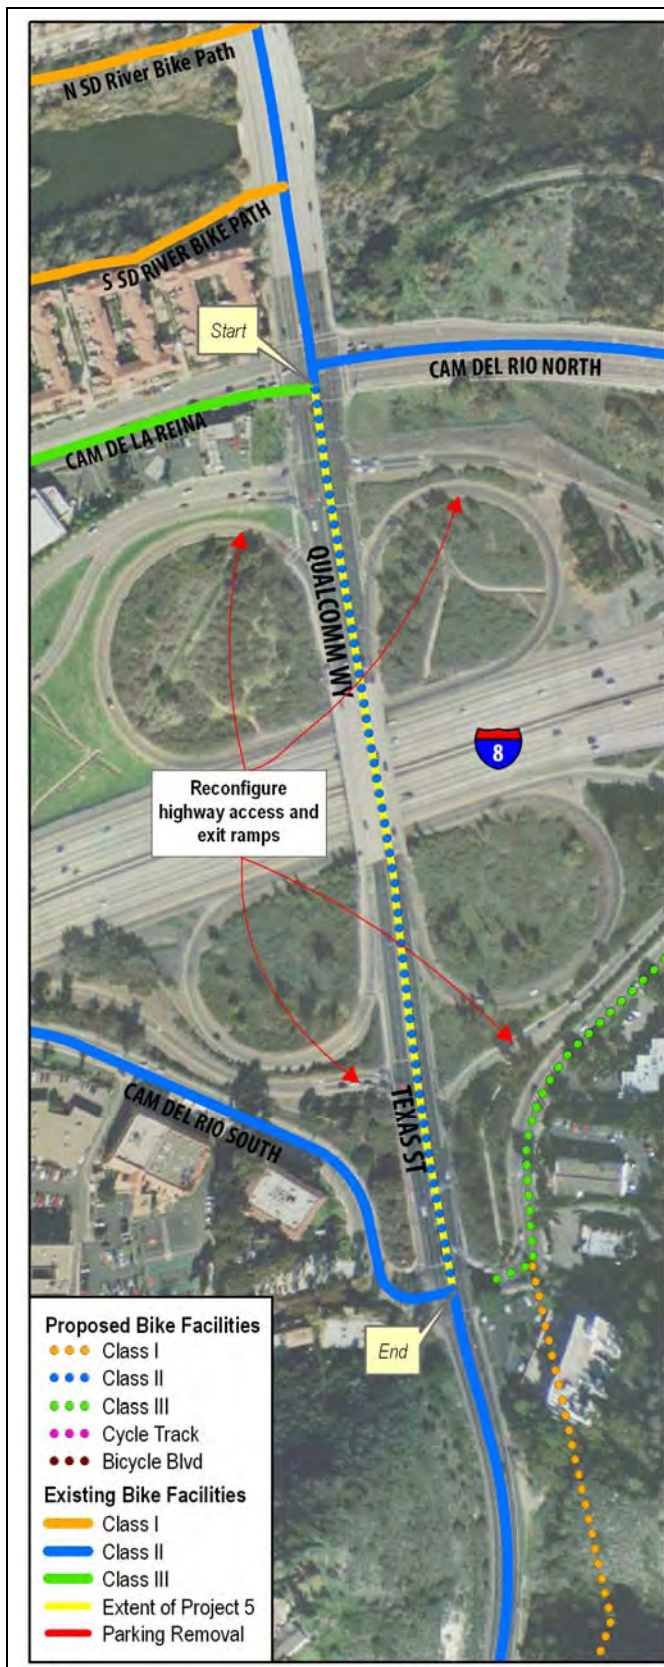 N SD River Bike Path
S SD RIVER BIKE PATH
Start
CAM DEL RIO NORTH
CAM DE LA REINA
QUALCOMM WY
8
Reconfigure
highway access and
exit ramps
CAM DEL RIO SOUTH
TEXAS ST
End
Proposed Bike Facilities
Class I
Class II
Class III
Cycle Track
Bicycle Blvd
Existing Bike Facilities
Class I
Class II
Class III
Extent of Project 5
Parking Removal